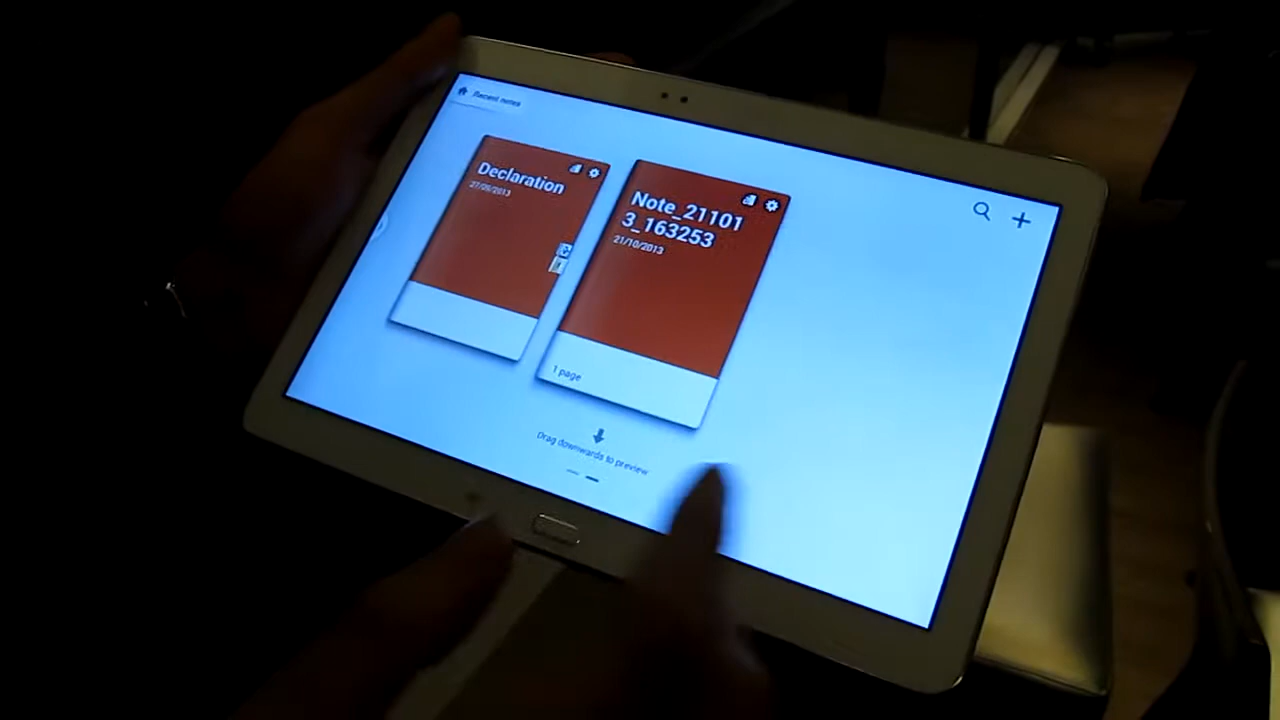 Recent notes
Declaration
27/09/2013
Note_21101
3_163253
21/10/2013
1 page
Drag downwards to preview